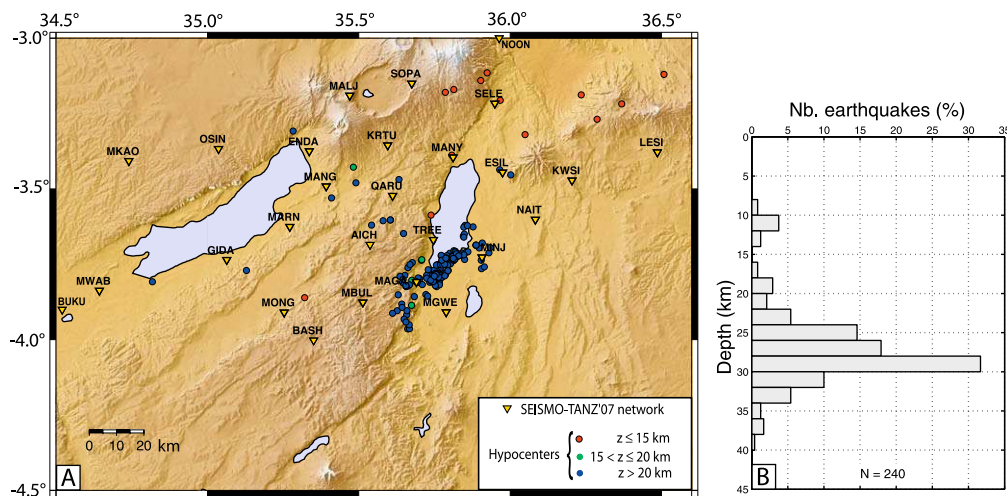 34.5° 35.0° 35.5° 36.0° 36.5°
-3.0°
NOON
SOPA
MALJ
SELE
OSIN
ENDA
KRTU
MANY
LESI
MKAO
ESIL
KWSI
-3.5°
MANG
QARU
MARN
NAIT
AICH
TREE
GIDA
MINJ
MWAB
MAGA
BUKU
MONG
MBUL
MGWE
-4.0°
BASH
SEISMO-TANZ'07 network
Hypocenters
z ≤ 15 km
15 < z ≤ 20 km
z > 20 km
0 10 20 km
A
-4.5°
Nb. earthquakes (%)
0 5 10 15 20 25 30 35
0
5
10
15
20
25
30
35
40
45
Depth (km)
N = 240
B